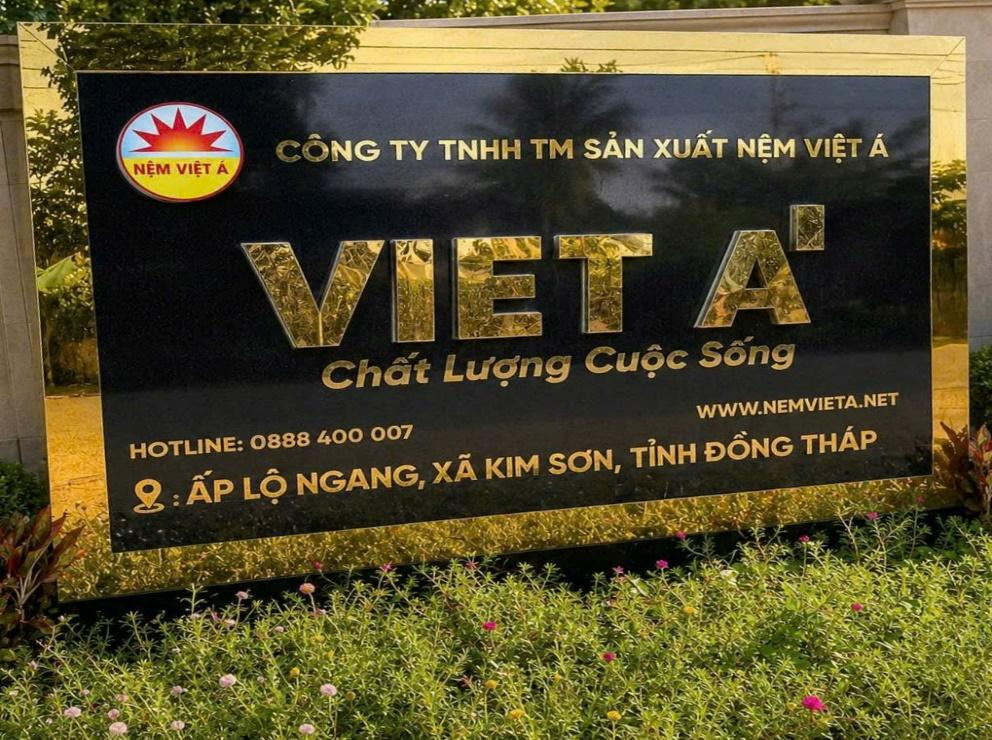 NỆM VIỆT Á
CÔNG TY TNHH TM SẢN XUẤT NỆM VIỆT Á
VIET A'
Chất Lượng Cuộc Sống
WWW.NEMVIETA.NET
HOTLINE: 0888 400 007
: ẤP LỘ NGANG, XÃ KIM SƠN, TỈNH ĐỒNG THÁP